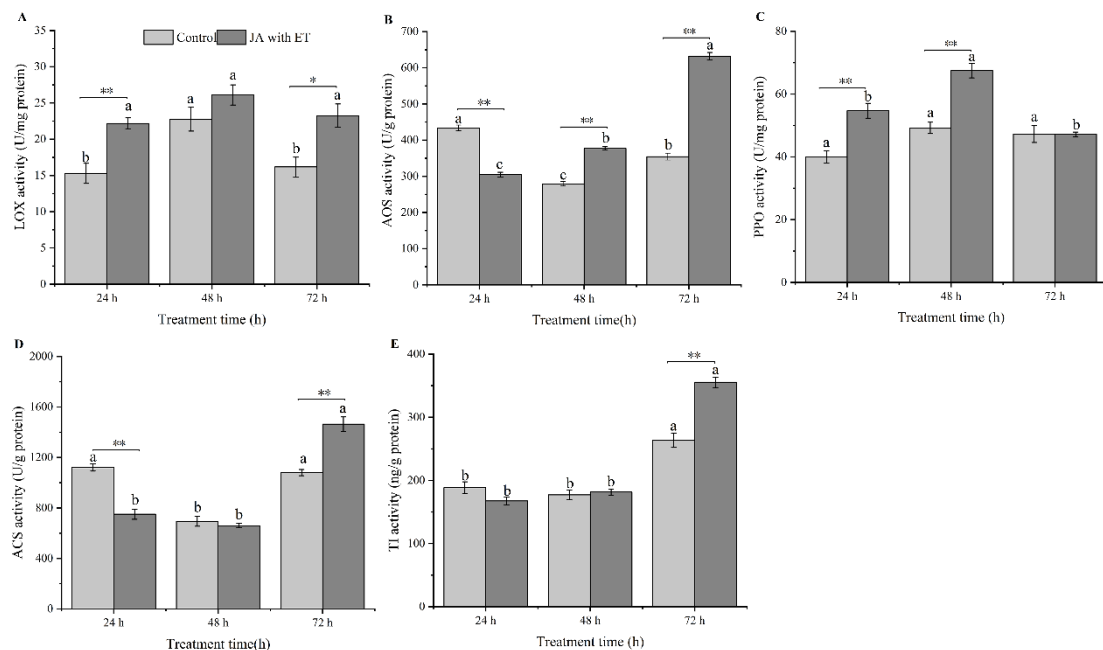 A
Control
JA with ET
LOX activity (U/mg protein)
35
30
25
20
15
10
5
0
b
**
a
a
a
b
*
a
24 h
48 h
72 h
Treatment time (h)
B
AOS activity (U/g protein)
700
600
500
400
300
200
100
0
a
**
c
c
**
b
b
**
a
24 h
48 h
72 h
Treatment time(h)
C
PPO activity (U/mg protein)
80
60
40
20
0
a
**
b
a
**
a
a
b
24 h
48 h
72 h
Treatment time (h)
D
ACS activity (U/g protein)
2000
1600
1200
800
400
0
a
**
b
b
b
a
**
a
24 h
48 h
72 h
Treatment time(h)
E
TI activity (ng/g protein)
400
300
200
100
0
b
b
b
b
a
**
a
24 h
48 h
72 h
Treatment time (h)